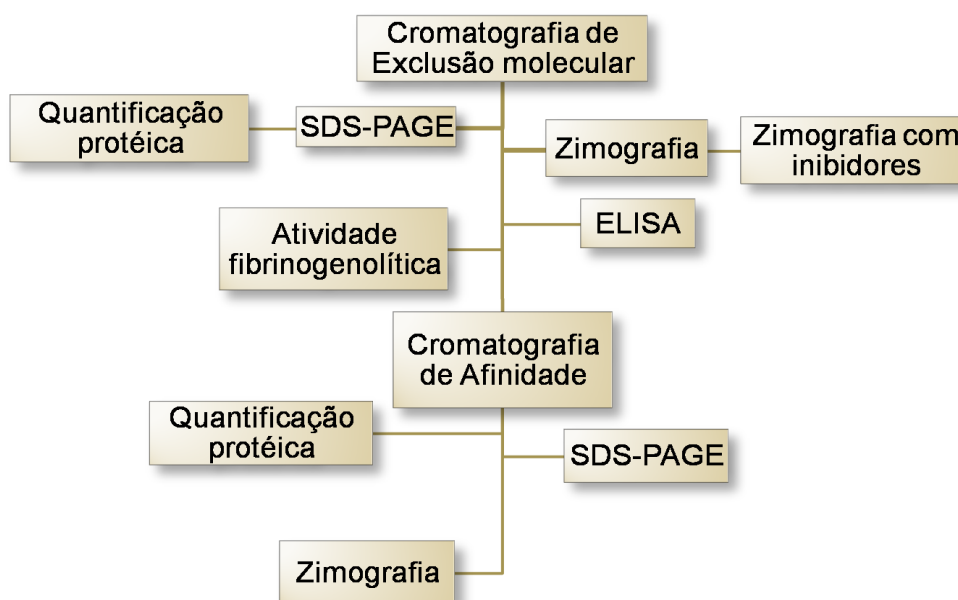 Cromatografia de
Exclusão molecular
Quantificação
protéica
SDS-PAGE
Zimografia
Zimografia com
inibidores
ELISA
Atividade
fibrinogenolítica
Cromatografia
de Afinidade
Quantificação
protéica
SDS-PAGE
Zimografia